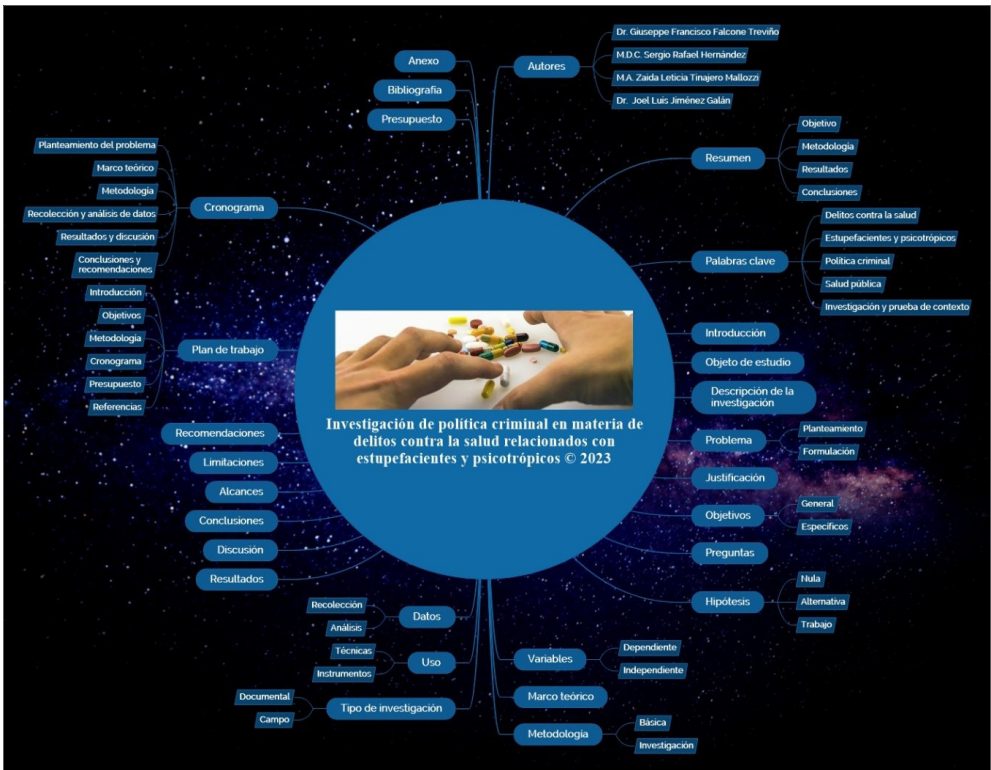 Investigación de política criminal en materia de
delitos contra la salud relacionados con
estupefacientes y psicotrópicos © 2023
Autores
Dr. Giuseppe Francisco Falcone Treviño
M.D.C. Sergio Rafael Hernández
M.A. Zaida Leticia Tinajero Mallozzi
Dr. Joel Luis Jiménez Galán
Resumen
Objetivo
Metodología
Resultados
Conclusiones
Palabras clave
Delitos contra la salud
Estupefacientes y psicotrópicos
Política criminal
Salud pública
Investigación y prueba de contexto
Introducción
Objeto de estudio
Descripción de la
investigación
Problema
Planteamiento
Formulación
Justificación
Objetivos
General
Específicos
Preguntas
Hipótesis
Nula
Alternativa
Trabajo
Variables
Dependiente
Independiente
Marco teórico
Metodología
Básica
Investigación
Tipo de investigación
Documental
Campo
Uso
Técnicas
Instrumentos
Datos
Recolección
Análisis
Resultados
Discusión
Conclusiones
Alcances
Limitaciones
Recomendaciones
Plan de trabajo
Introducción
Objetivos
Metodología
Cronograma
Presupuesto
Referencias
Cronograma
Planteamiento del problema
Marco teórico
Metodología
Recolección y análisis de datos
Resultados y discusión
Conclusiones y
recomendaciones
Presupuesto
Bibliografía
Anexo